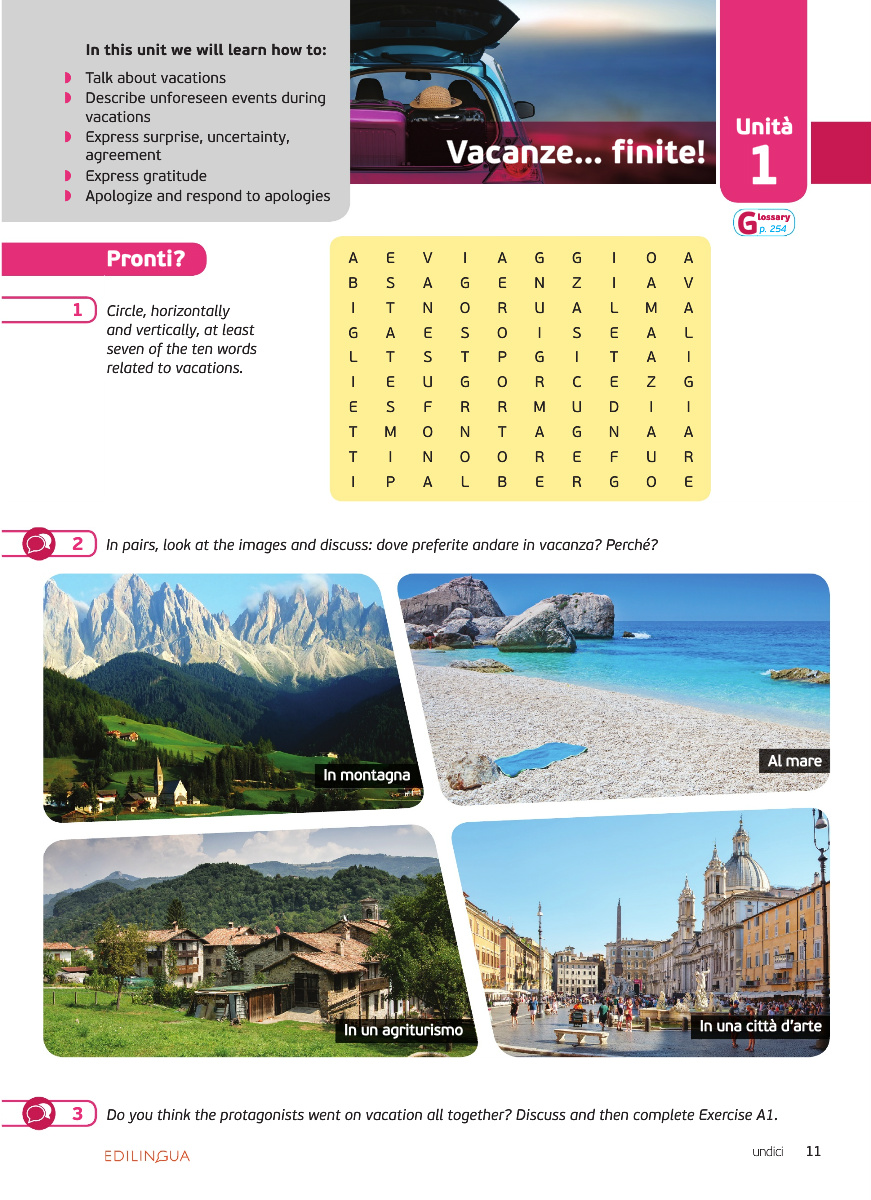 In this unit we will learn how to:
Talk about vacations
Describe unforeseen events during
vacations
Express surprise, uncertainty,
agreement
Express gratitude
Apologize and respond to apologies
Vacanze... finite!
Unità
1
Glossary
p. 254
Pronti?
1
Circle, horizontally
and vertically, at least
seven of the ten words
related to vacations.
A E V I A G G I O A
B S A G E N Z I A V
I T N O R U A L M A
G A E S O I S E A L
L T S T P G I T A I
I E U G O R C E Z G
E S F R R M U D I I
T M O N T A G N A A
T I N O O R E F U R
I P A L B E R G O E
2
In pairs, look at the images and discuss: dove preferite andare in vacanza? Perché?
In montagna
Al mare
In un agriturismo
In una città d'arte
3
Do you think the protagonists went on vacation all together? Discuss and then complete Exercise A1.
EDILINGUA
undici 11